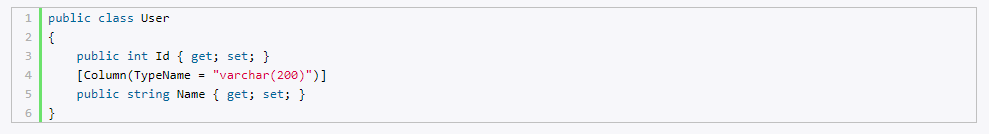 1 public class User
2 {
3     public int Id { get; set; }
4     [Column(TypeName = "varchar(200)")]
5     public string Name { get; set; }
6 }